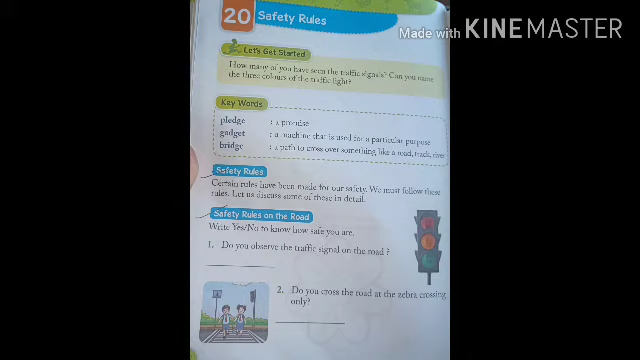 20
Safety Rules
Made with KINEMASTER
Let's Get Started
How many of you have seen the traffic signals? Can you name
the three colours of the traffic light?
Key Words
pledge : a promise
gadget : a machine that is used for a particular purpose
bridge : a path to cross over something like a road, track, river
Safety Rules
Certain rules have been made for our safety. We must follow these
rules. Let us discuss some of these in detail.
Safety Rules on the Road
Write Yes/No to know how safe you are.
1. Do you observe the traffic signal on the road ?
2. Do you cross the road at the zebra crossing
only?